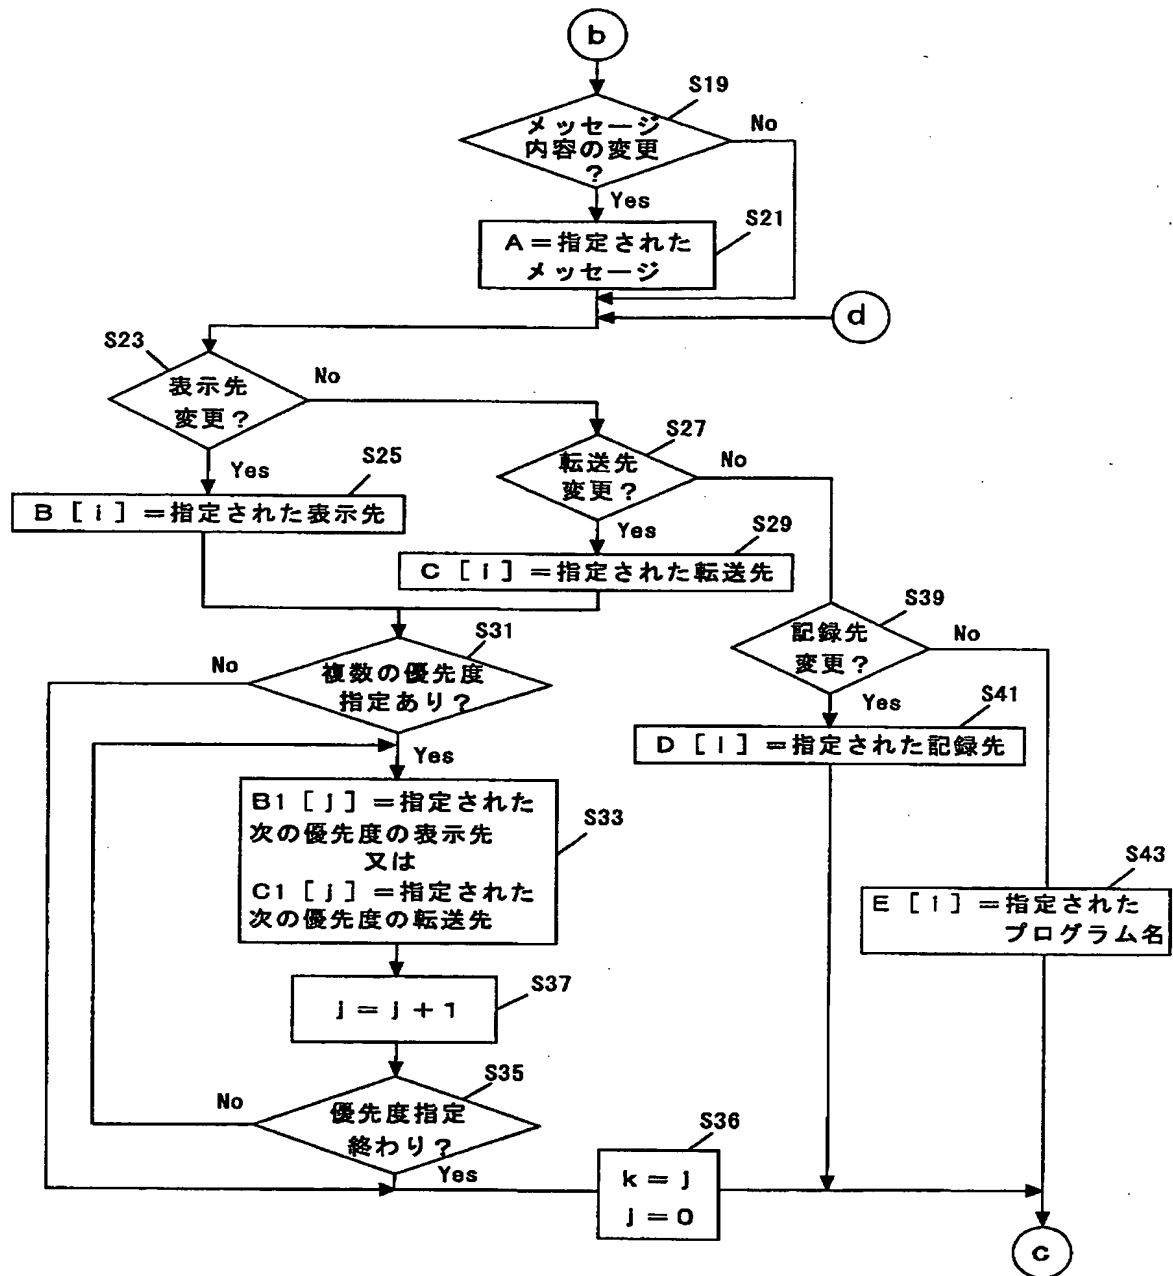 b
S19
メッセージ
内容の変更
?
No
Yes
S21
A=指定された
メッセージ
d
S23
表示先
変更?
No
Yes
S25
B [i] =指定された表示先
S27
転送先
変更?
No
Yes
S29
C [i] =指定された転送先
S31
複数の優先度
指定あり?
No
Yes
S39
記録先
変更?
No
Yes
S41
D [i] =指定された記録先
B1 [j] =指定された
次の優先度の表示先
又は
C1 [j] =指定された
次の優先度の転送先
S33
S43
E [i] =指定された
プログラム名
S37
j=j+1
S35
優先度指定
終わり?
No
Yes
S36
k=j
j=0
c